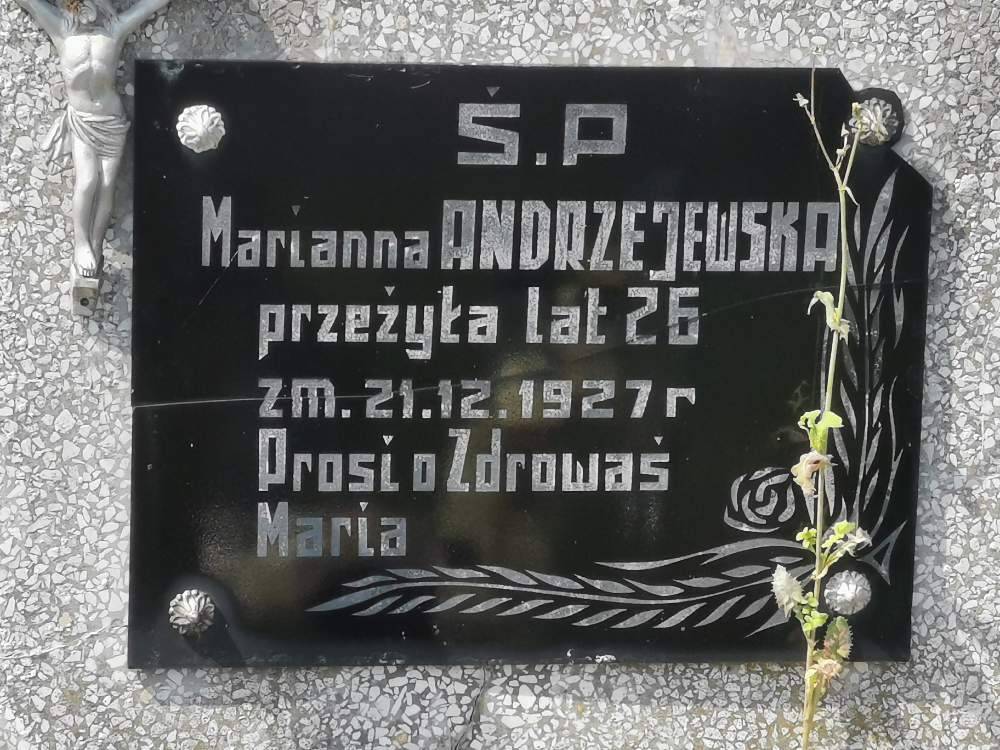 Ś.P
Marianna ANDRZEJEWSKA
przeżyła lat 26
zm. 21.12.1927 r
Prosi o Zdrowaś
Maria